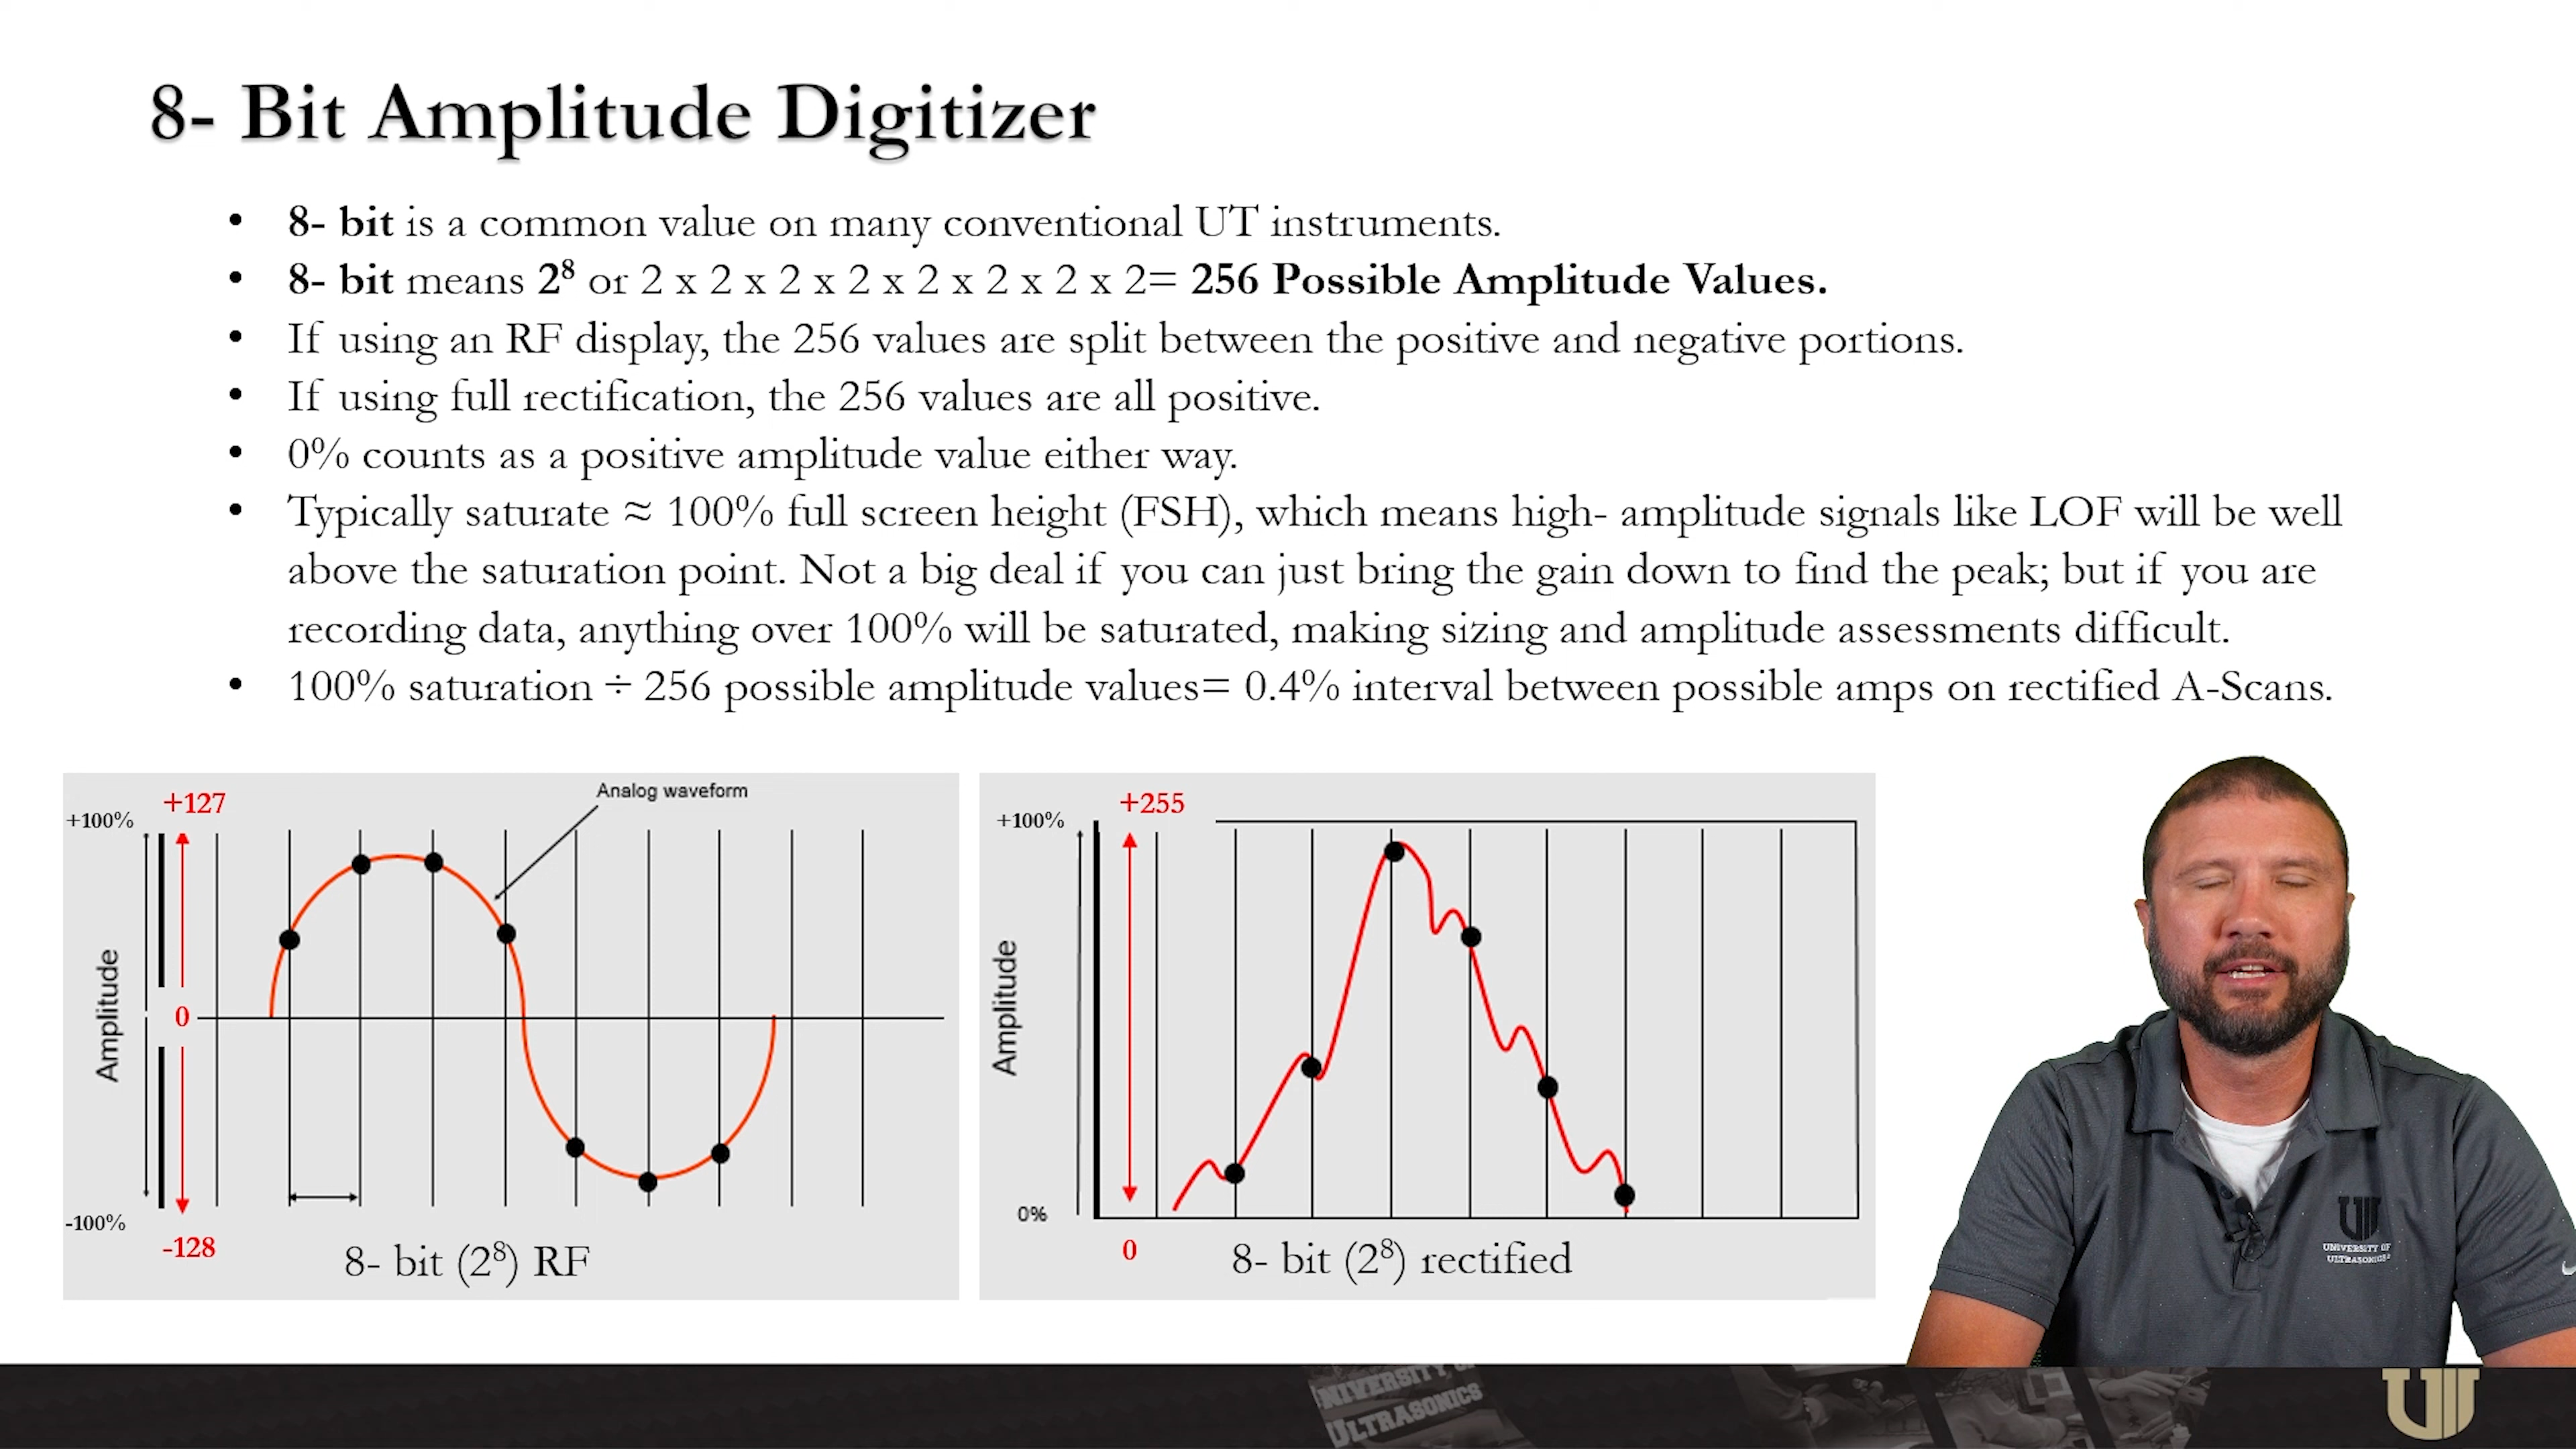 8- Bit Amplitude Digitizer
• 8- bit is a common value on many conventional UT instruments.
• 8- bit means 2⁸ or 2 x 2 x 2 x 2 x 2 x 2 x 2 x 2= 256 Possible Amplitude Values.
• If using an RF display, the 256 values are split between the positive and negative portions.
• If using full rectification, the 256 values are all positive.
• 0% counts as a positive amplitude value either way.
• Typically saturate ≈ 100% full screen height (FSH), which means high- amplitude signals like LOF will be well
above the saturation point. Not a big deal if you can just bring the gain down to find the peak; but if you are
recording data, anything over 100% will be saturated, making sizing and amplitude assessments difficult.
• 100% saturation ÷ 256 possible amplitude values= 0.4% interval between possible amps on rectified A-Scans.
Analog waveform
+127
+100%
Amplitude
0
-100%
-128
8- bit (2⁸) RF
+255
+100%
Amplitude
0%
0
8- bit (2⁸) rectified
UNIVERSITY OF
ULTRASONICS
NIVERSITY O
ULTRASONICS